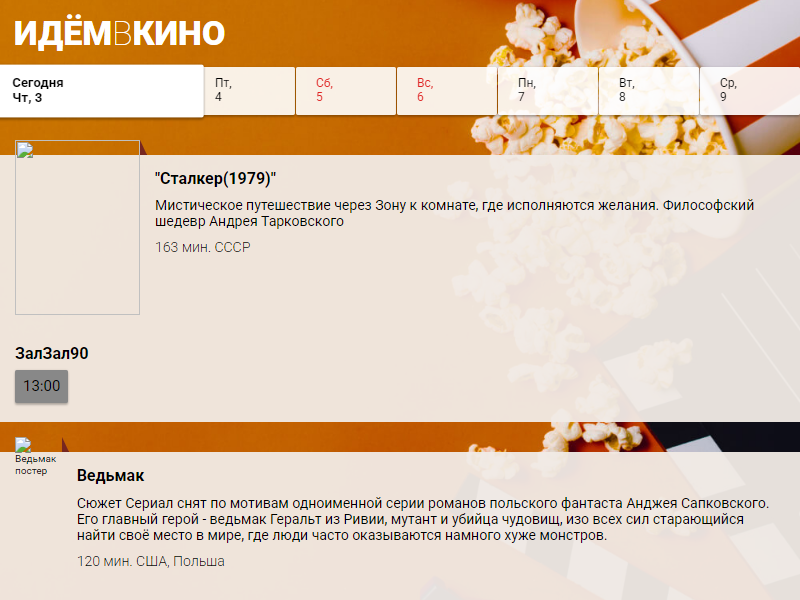 ИДЁМВКИНО
Сегодня
Чт, 3
Пт,
4
Сб,
5
Вс,
6
Пн,
7
Вт,
8
Ср,
9
"Сталкер(1979)"
Мистическое путешествие через Зону к комнате, где исполняются желания. Философский
шедевр Андрея Тарковского
163 мин. СССР
ЗалЗал90
13:00
Ведьмак
постер
Ведьмак
Сюжет Сериал снят по мотивам одноименной серии романов польского фантаста Анджея Сапковского.
Его главный герой - ведьмак Геральт из Ривии, мутант и убийца чудовищ, изо всех сил старающийся
найти своё место в мире, где люди часто оказываются намного хуже монстров.
120 мин. США, Польша